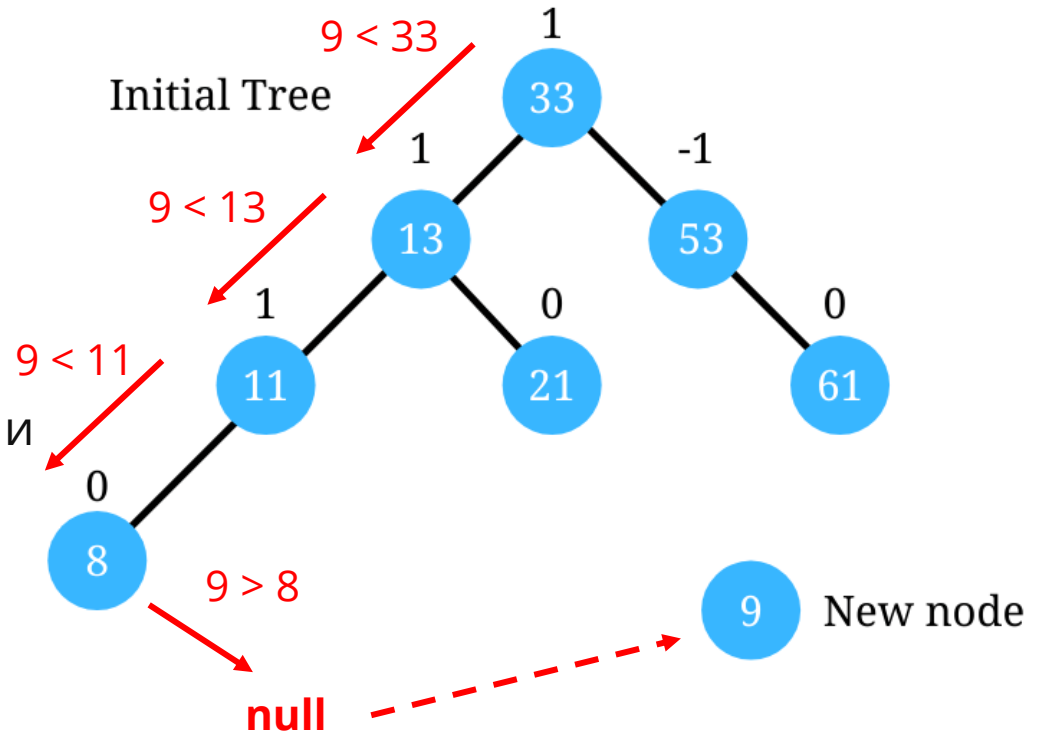 1
9 < 33
33
Initial Tree
1
-1
9 < 13
13
53
1
0
0
9 < 11
11
21
61
и
0
8
9 > 8
9
New node
null